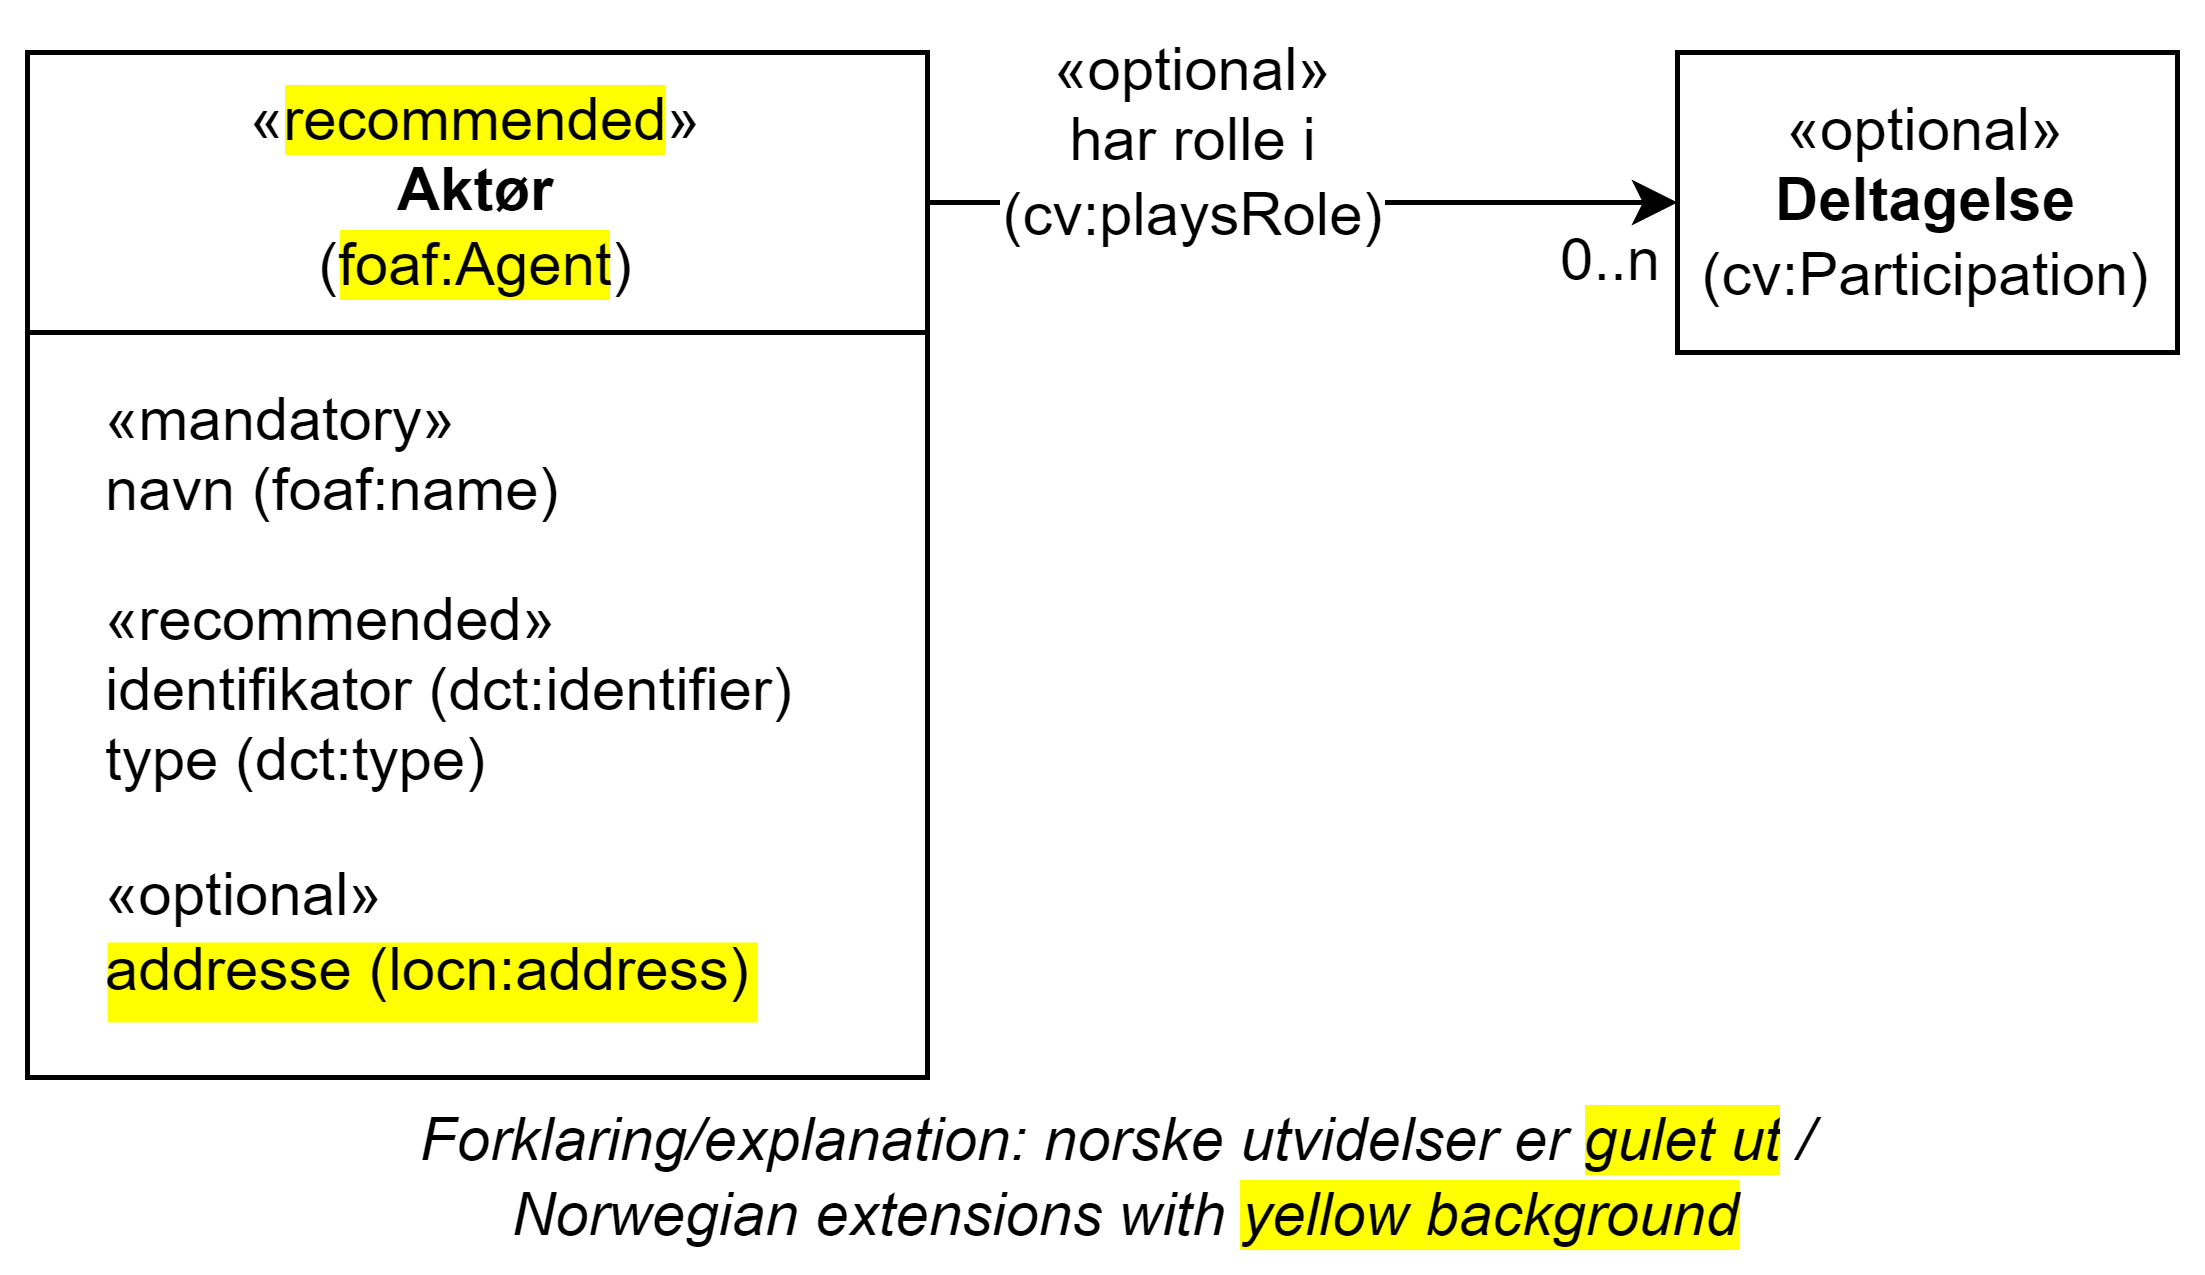 «recommended»
Aktør
(foaf:Agent)
«mandatory»
navn (foaf:name)
«recommended»
identifikator (dct:identifier)
type (dct:type)
«optional»
addresse (locn:address)
«optional»
har rolle i
(cv:playsRole)
0..n
«optional»
Deltagelse
(cv:Participation)
Forklaring/explanation: norske utvidelser er gulet ut /
Norwegian extensions with yellow background